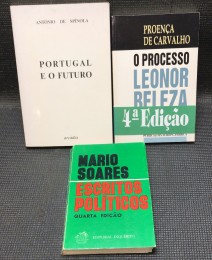 ANTÓNIO DE SPÍNOLA
PORTUGAL
E O FUTURO
PROENÇA
DE CARVALHO
O PROCESSO
LEONOR
BELEZA
4ª Edição
MÁRIO
SOARES
ESCRITOS
POLÍTICOS
QUARTA EDIÇÃO